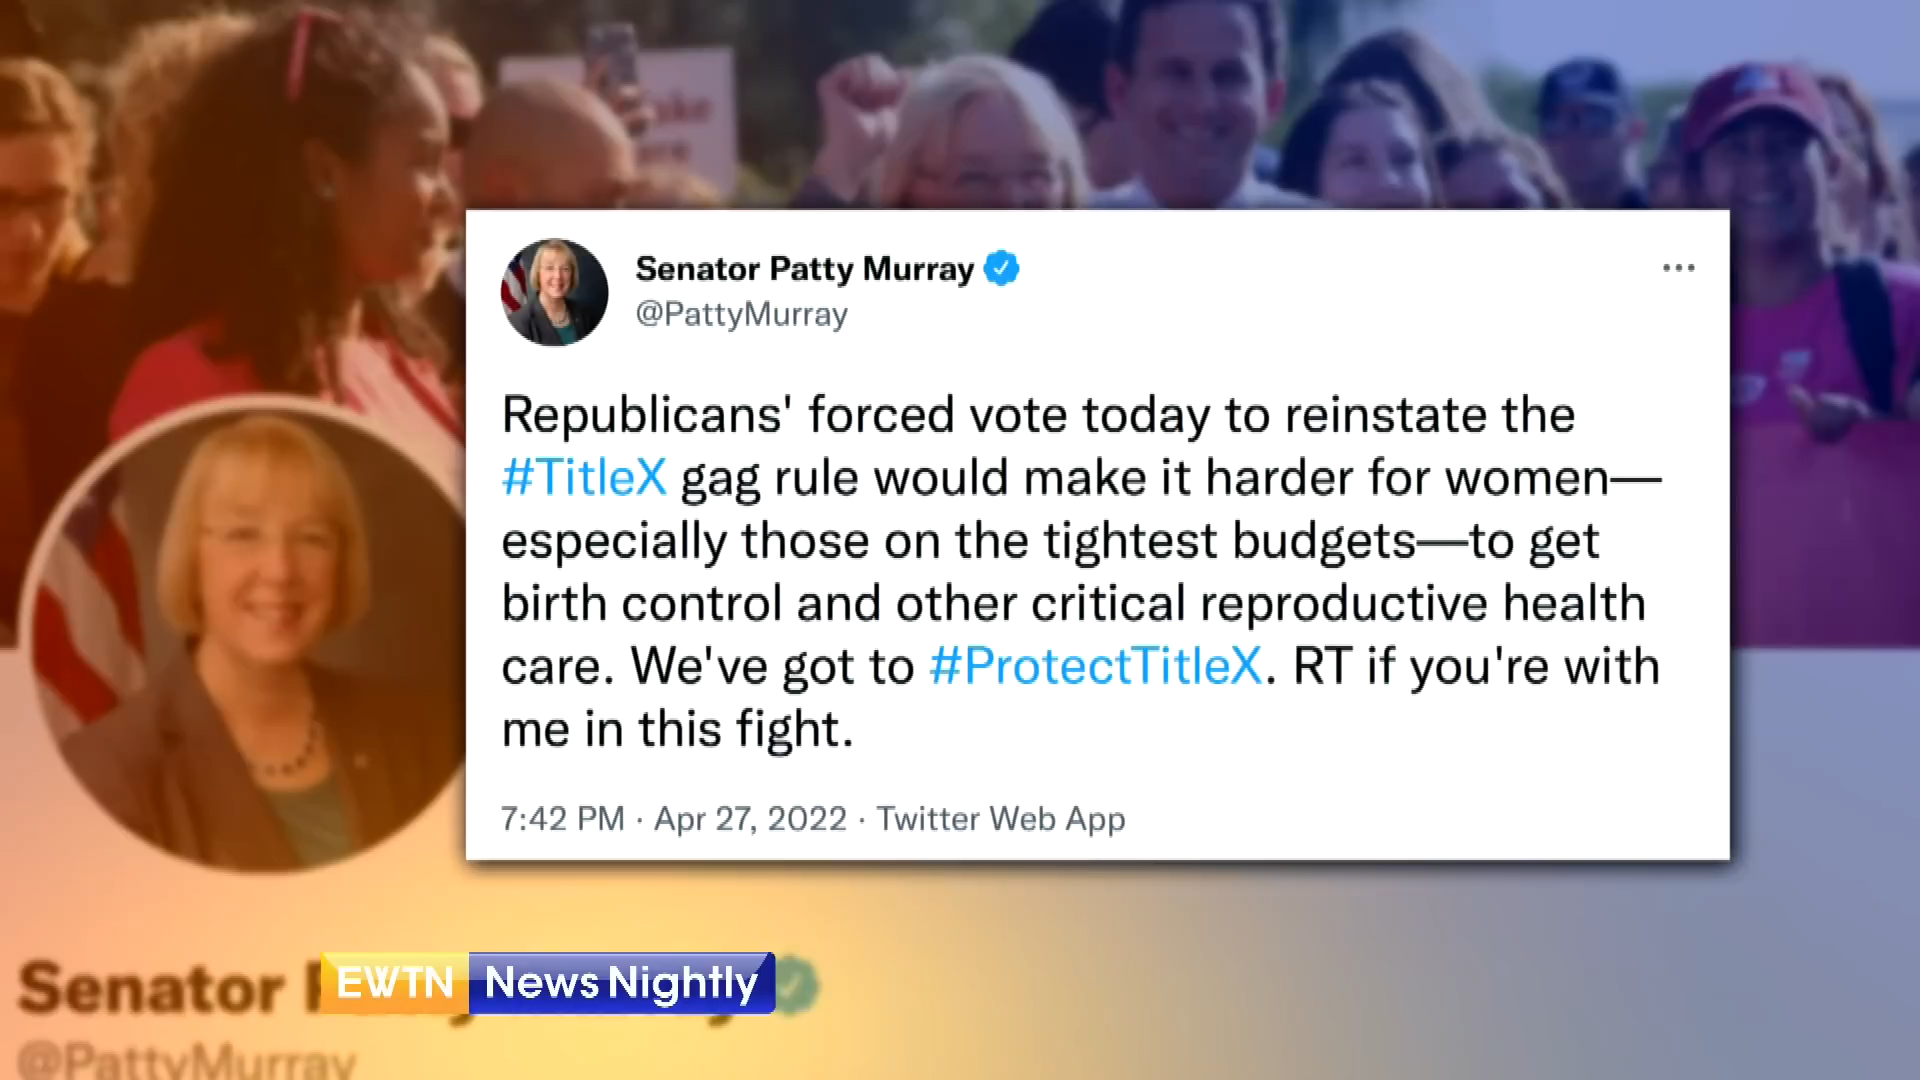 Senator Patty Murray
@PattyMurray
Republicans' forced vote today to reinstate the
#TitleX gag rule would make it harder for women—
especially those on the tightest budgets—to get
birth control and other critical reproductive health
care. We've got to #ProtectTitleX. RT if you're with
me in this fight.
7:42 PM · Apr 27, 2022 · Twitter Web App
Senator
EWTN News Nightly
@PattyMurray